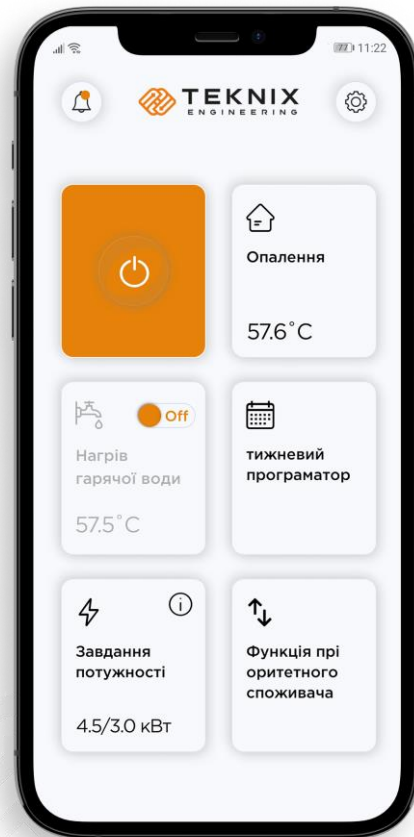 11:22
TEKNIX
ENGINEERING
Опалення
57.6°C
Off
Нагрів
гарячої води
57.5°C
тижневий
програматор
Завдання
потужності
4.5/3.0 кВт
Функція прі
оритетного
споживача